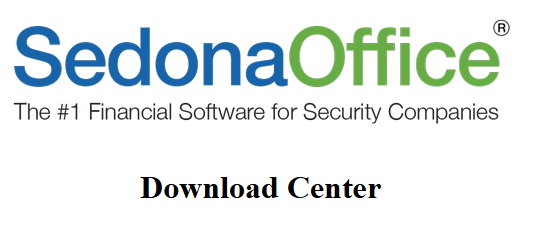 SedonaOffice®
The #1 Financial Software for Security Companies
Download Center